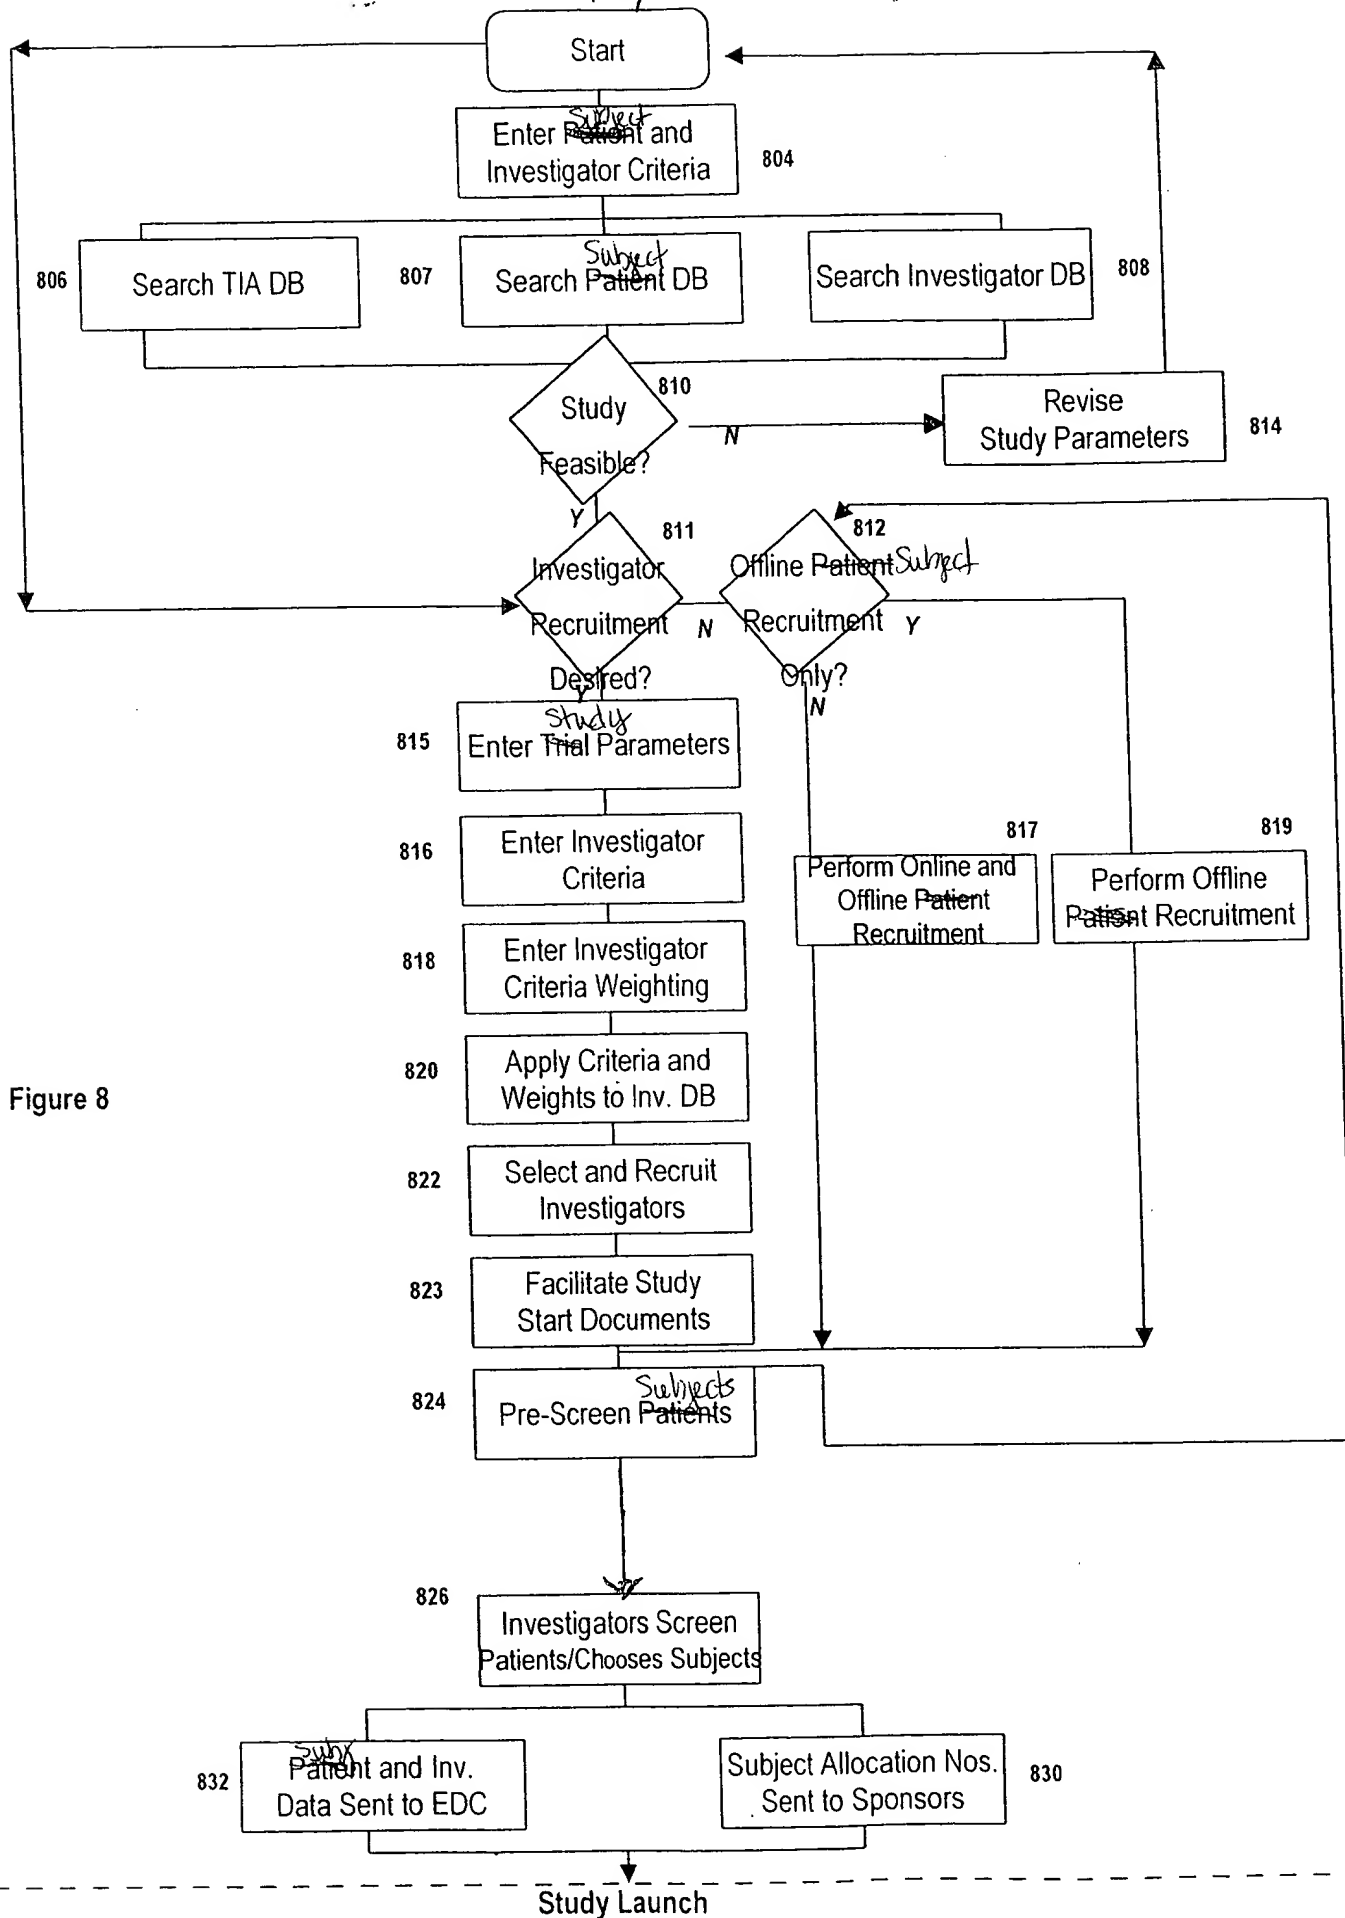 Start
Subject
Enter Patient and
Investigator Criteria
804
806
Search TIA DB
807
Subject
Search Patient DB
Search Investigator DB
808
810
Study
Feasible?
N
Y
Revise
Study Parameters
814
811
Investigator
Recruitment
Desired?
N
Y
812
Offline Patient Subject
Recruitment
Only?
Y
N
815
Study
Enter Trial Parameters
816
Enter Investigator
Criteria
817
Perform Online and
Offline Patient
Recruitment
819
Perform Offline
Patient Recruitment
818
Enter Investigator
Criteria Weighting
820
Apply Criteria and
Weights to Inv. DB
Figure 8
822
Select and Recruit
Investigators
823
Facilitate Study
Start Documents
824
Subjects
Pre-Screen Patients
826
Investigators Screen
Patients/Chooses Subjects
832
Subj
Patient and Inv.
Data Sent to EDC
Subject Allocation Nos.
Sent to Sponsors
830
Study Launch